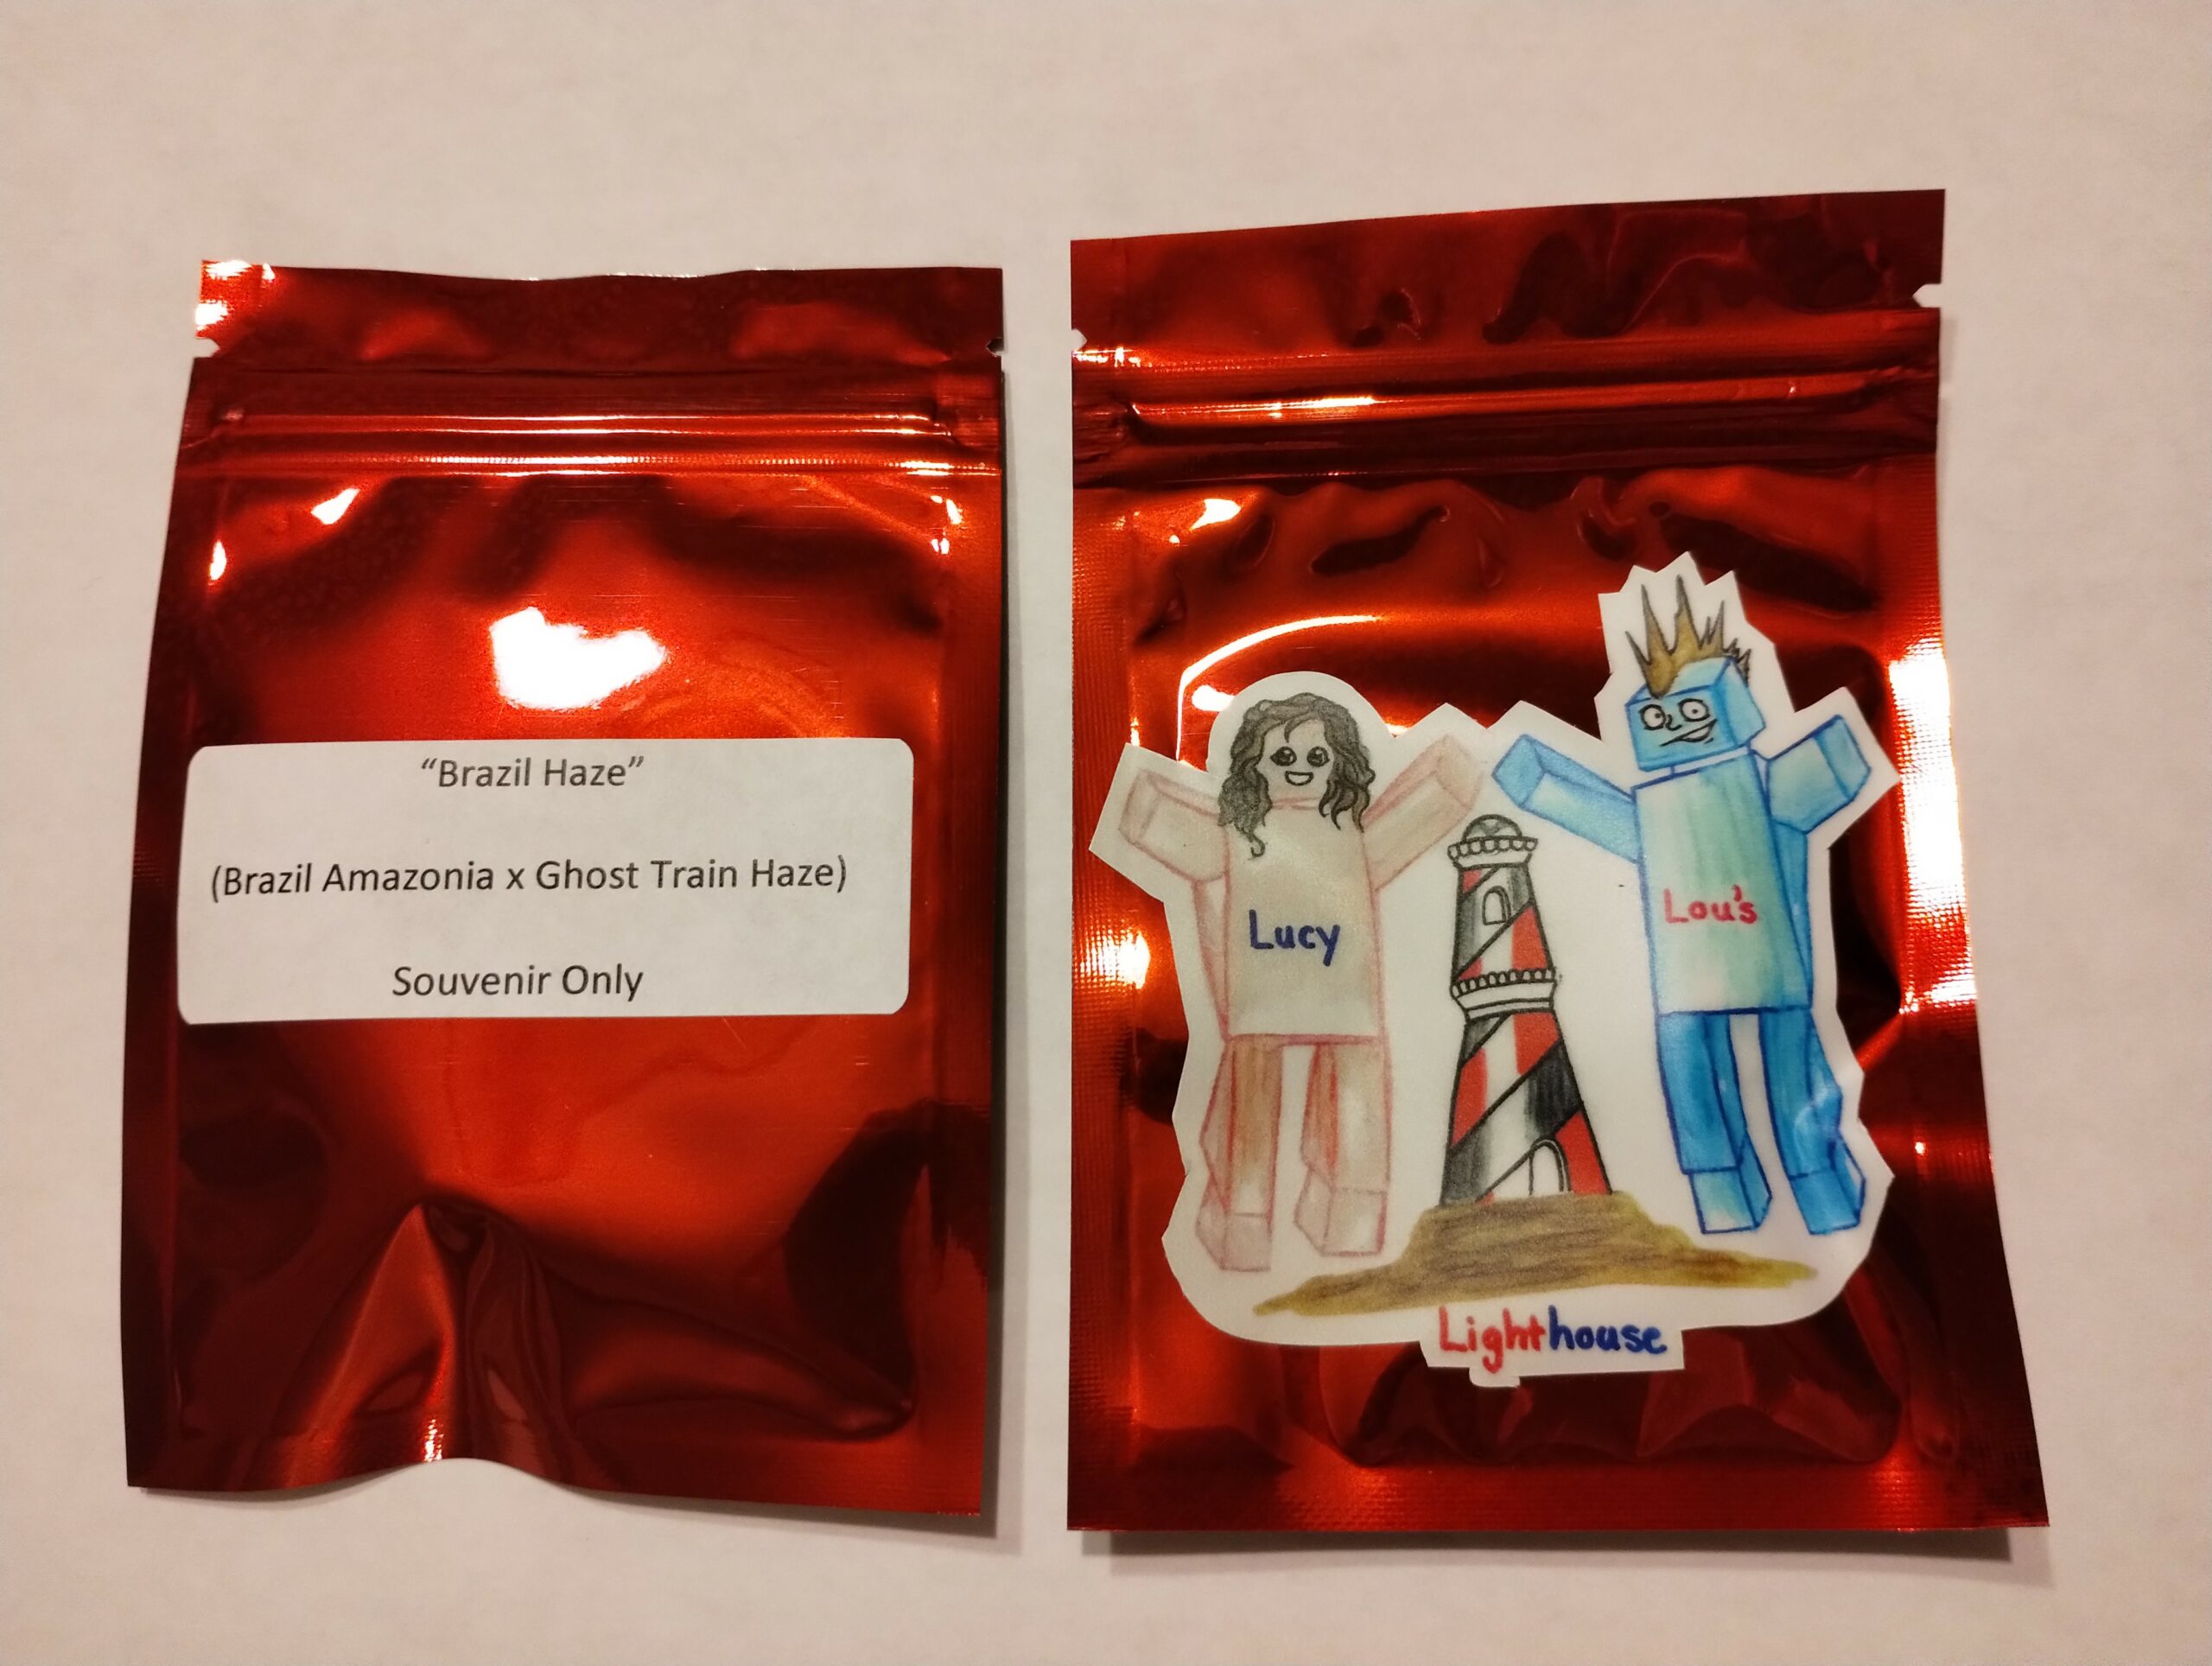 “Brazil Haze”
(Brazil Amazonia x Ghost Train Haze)
Souvenir Only
Lucy
Lou's
Lighthouse